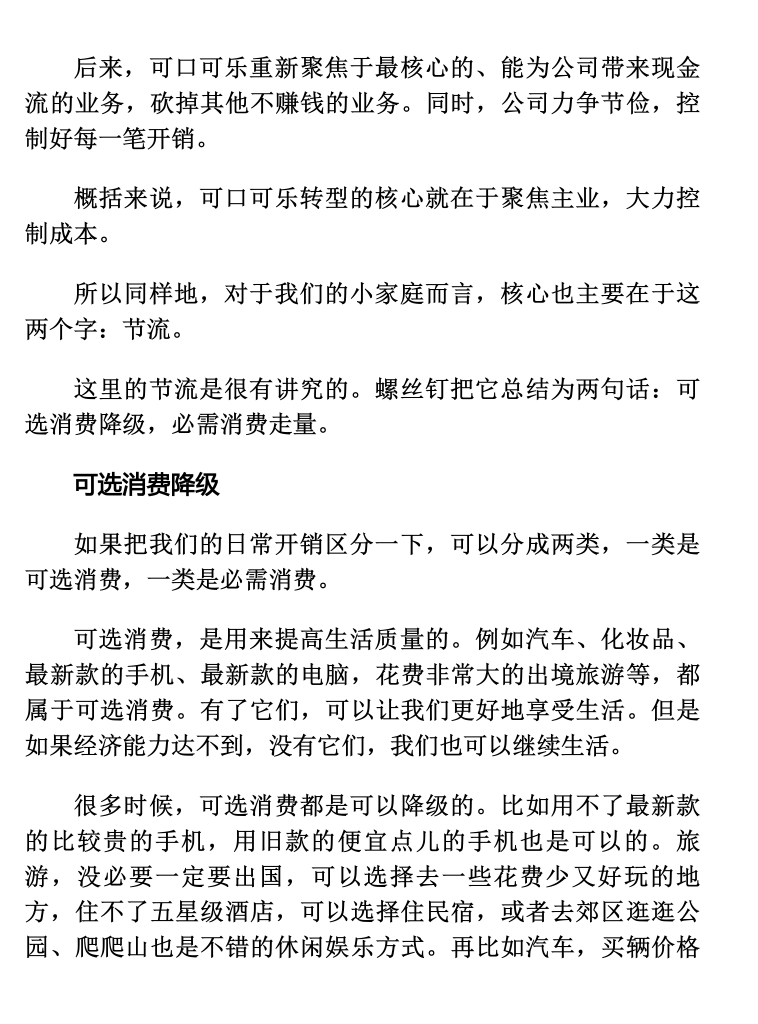 后来，可口可乐重新聚焦于最核心的、能为公司带来现金
流的业务，砍掉其他不赚钱的业务。同时，公司力争节俭，控
制好每一笔开销。
概括来说，可口可乐转型的核心就在于聚焦主业，大力控
制成本。
所以同样地，对于我们的小家庭而言，核心也主要在于这
两个字：节流。
这里的节流是很有讲究的。螺丝钉把它总结为两句话：可
选消费降级，必需消费走量。
可选消费降级
如果把我们的日常开销区分一下，可以分成两类，一类是
可选消费，一类是必需消费。
可选消费，是用来提高生活质量的。例如汽车、化妆品、
最新款的手机、最新款的电脑，花费非常大的出境旅游等，都
属于可选消费。有了它们，可以让我们更好地享受生活。但是
如果经济能力达不到，没有它们，我们也可以继续生活。
很多时候，可选消费都是可以降级的。比如用不了最新款
的比较贵的手机，用旧款的便宜点儿的手机也是可以的。旅
游，没必要一定要出国，可以选择去一些花费少又好玩的地
方，住不了五星级酒店，可以选择住民宿，或者去郊区逛逛公
园、爬爬山也是不错的休闲娱乐方式。再比如汽车，买辆价格